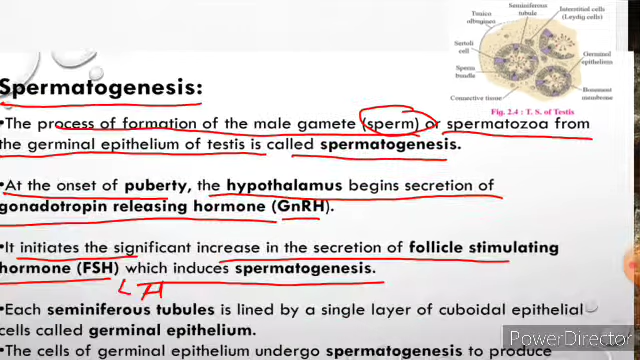 Tunica albuginea
Seminiferous tubule
Interstitial cells (Leydig cells)
Sertoli cell
Germinal epithelium
Sperm bundle
Connective tissue
Basement membrane
Fig. 2.4 : T. S. of Testis
Spermatogenesis:
•The process of formation of the male gamete (sperm) or spermatozoa from
the germinal epithelium of testis is called spermatogenesis.
•At the onset of puberty, the hypothalamus begins secretion of
gonadotropin releasing hormone (GnRH).
•It initiates the significant increase in the secretion of follicle stimulating
hormone (FSH) which induces spermatogenesis.
•Each seminiferous tubules is lined by a single layer of cuboidal epithelial
cells called germinal epithelium.
•The cells of germinal epithelium undergo spermatogenesis to produce
PowerDirector